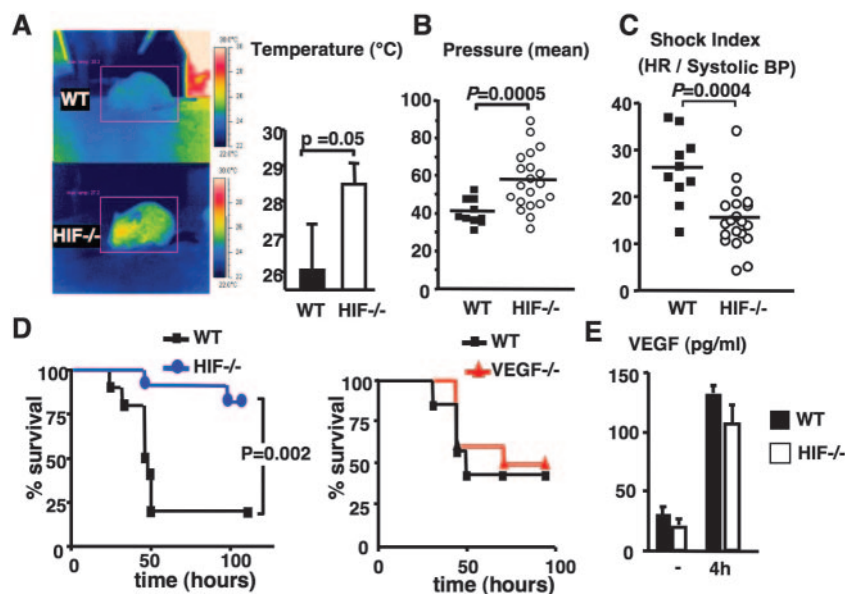 A
WT
HIF-/-
Temperature (°C)
p =0.05
30
29
28
27
26
WT HIF-/-
B
Pressure (mean)
P=0.0005
100
80
60
40
20
0
WT HIF-/-
C
Shock Index
(HR / Systolic BP)
P=0.0004
40
30
20
10
0
WT HIF-/-
D
WT
HIF-/-
100
75
50
25
0
% survival
P=0.002
0 50 100
time (hours)
WT
VEGF-/-
100
75
50
25
0
% survival
0 50 100
time (hours)
E
VEGF (pg/ml)
150
100
50
0
- 4h
WT
HIF-/-